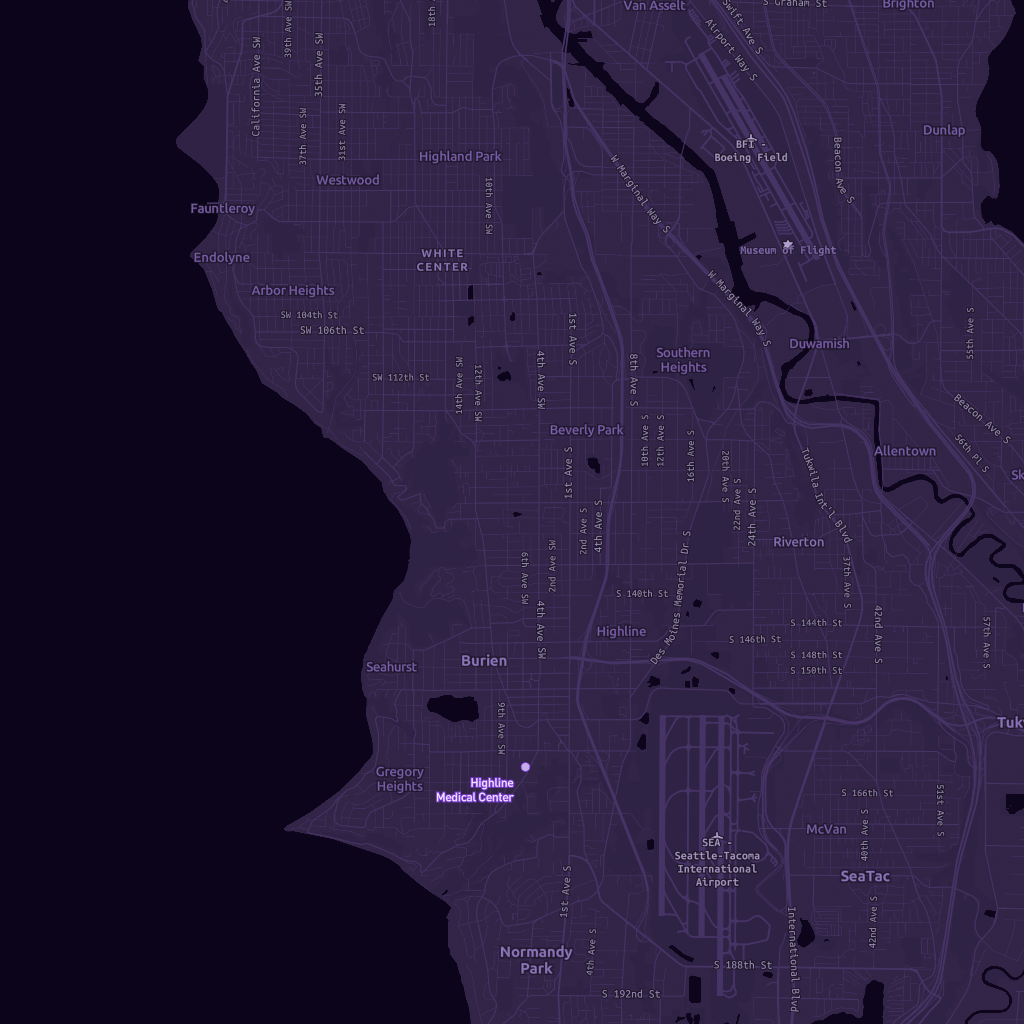 Van Asselt
S Graham St
Brighton
18th
39th Ave SW
35th Ave SW
California Ave SW
Swift Ave S
Airport Way S
37th Ave SW
31st Ave SW
Dunlap
BFI -
Boeing Field
Beacon Ave S
Highland Park
Westwood
10th Ave SW
W Marginal Way S
Fauntleroy
Endolyne
WHITE
CENTER
Museum of Flight
Arbor Heights
W Marginal Way S
SW 104th St
SW 106th St
1st Ave S
55th Ave S
Duwamish
Southern
Heights
SW 112th St
14th Ave SW
12th Ave SW
4th Ave SW
8th Ave S
Beacon Ave S
Beverly Park
10th Ave S
12th Ave S
16th Ave S
56th Pl S
Allentown
1st Ave S
20th Ave S
22nd Ave S
24th Ave S
Tukwila Int'l Blvd
Sk
2nd Ave S
4th Ave S
Riverton
6th Ave SW
2nd Ave SW
Des Moines Memorial Dr S
37th Ave S
S 140th St
4th Ave SW
42nd Ave S
57th Ave S
S 144th St
Highline
S 146th St
S 148th St
Burien
Seahurst
S 150th St
9th Ave SW
Tukw
Gregory
Heights
Highline
Medical Center
S 166th St
51st Ave S
McVan
40th Ave S
SEA -
Seattle-Tacoma
International
Airport
SeaTac
1st Ave S
42nd Ave S
International Blvd
4th Ave S
Normandy
Park
S 188th St
S 192nd St